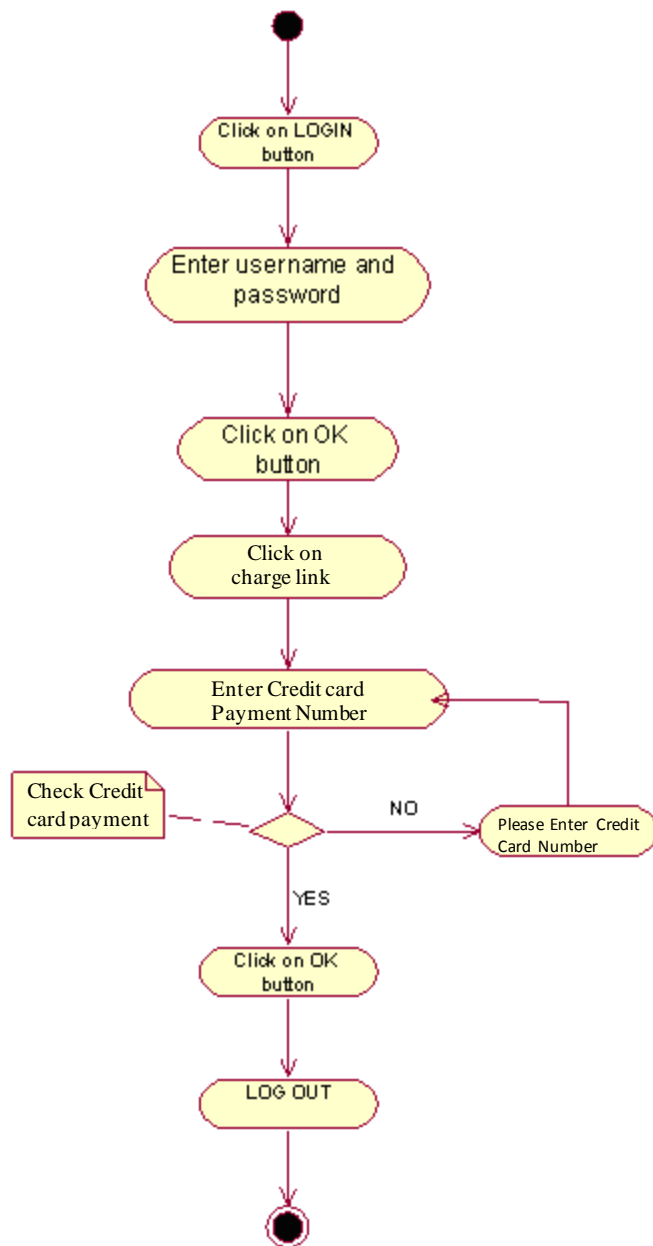 Click on LOGIN
button
Enter username and
password
Click on OK
button
Click on
charge link
Enter Credit card
Payment Number
Check Credit
card payment
NO
Please Enter Credit
Card Number
YES
Click on OK
button
LOG OUT